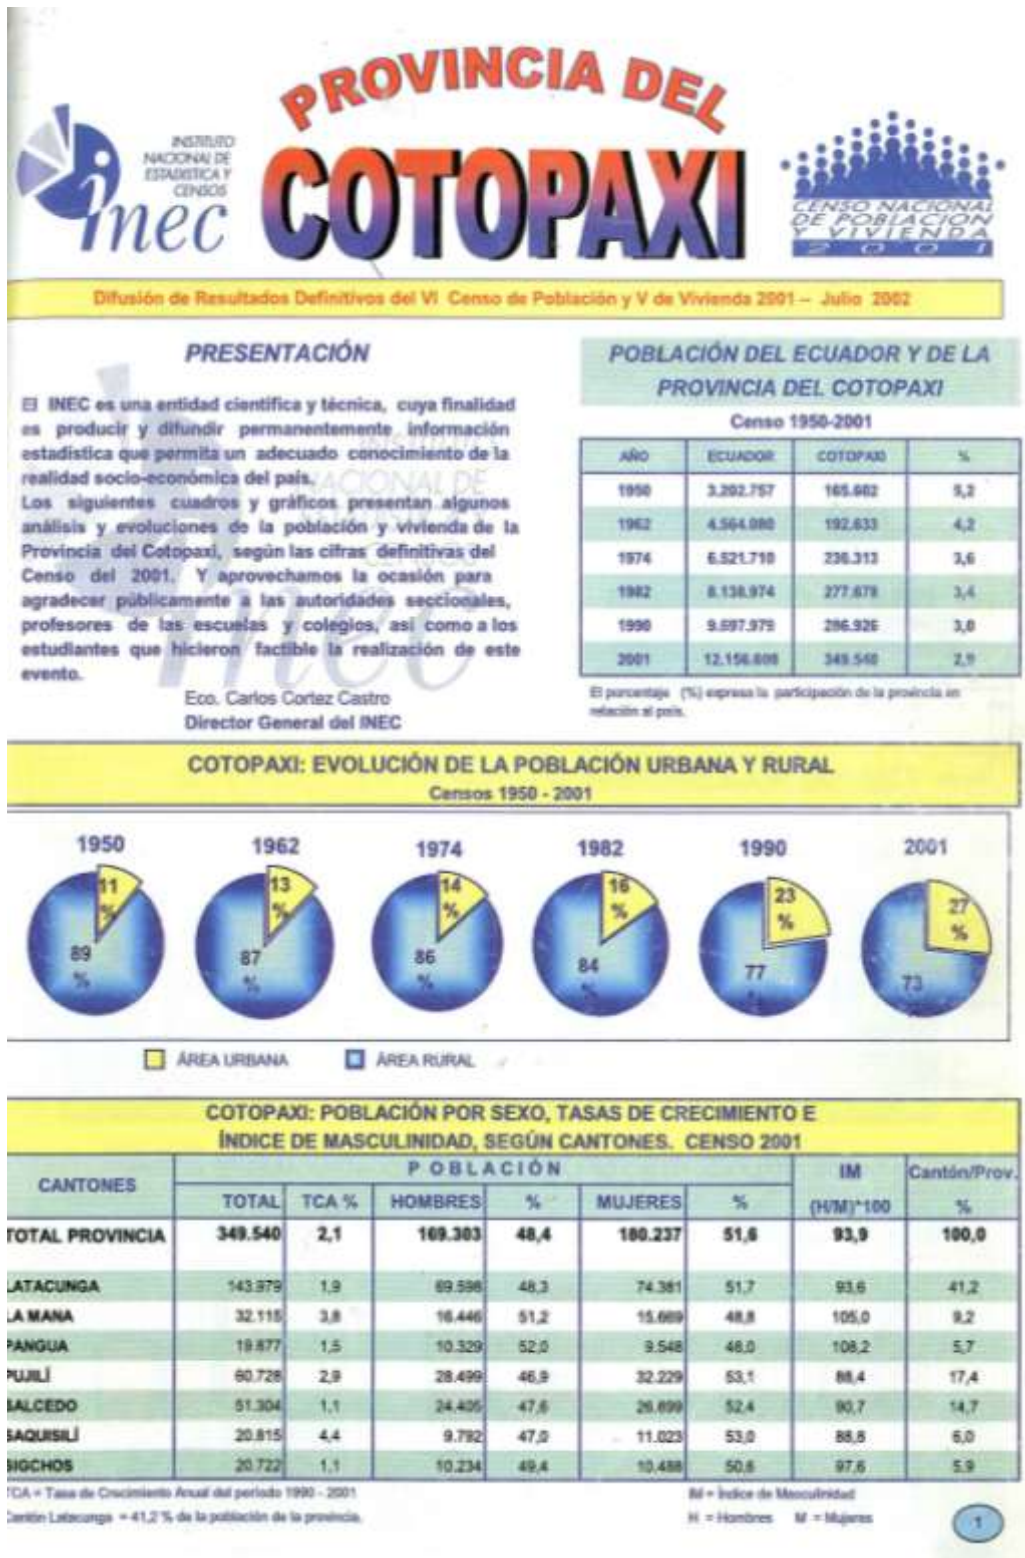 PROVINCIA DEL
COTOPAXI
INSTITUTO
NACIONAL DE
ESTADISTICA Y
CENSOS
inec
CENSO NACIONAL
DE POBLACION
Y VIVIENDA
2001
Difusión de Resultados Definitivos del VI Censo de Población y V de Vivienda 2001 – Julio 2002
PRESENTACIÓN
El INEC es una entidad científica y técnica, cuya finalidad
es producir y difundir permanentemente información
estadística que permita un adecuado conocimiento de la
realidad socio-económica del país.
Los siguientes cuadros y gráficos presentan algunos
análisis y evoluciones de la población y vivienda de la
Provincia del Cotopaxi, según las cifras definitivas del
Censo del 2001. Y aprovechamos la ocasión para
agradecer públicamente a las autoridades seccionales,
profesores de las escuelas y colegios, asi como a los
estudiantes que hicieron factible la realización de este
evento.
Eco. Carlos Cortez Castro
Director General del INEC
POBLACIÓN DEL ECUADOR Y DE LA
PROVINCIA DEL COTOPAXI
Censo 1950-2001
AÑO ECUADOR COTOPAXI %
1950 3.202.757 165.602 5,2
1962 4.564.080 192.633 4,2
1974 6.521.710 236.313 3,6
1982 8.138.974 277.678 3,4
1990 9.697.979 286.926 3,0
2001 12.156.608 349.540 2,9
El porcentaje (%) expresa la participación de la provincia en
relación al país.
COTOPAXI: EVOLUCIÓN DE LA POBLACIÓN URBANA Y RURAL
Censos 1950 - 2001
1950 1962 1974 1982 1990 2001
11 % 13 % 14 % 16 % 23 % 27 %
89 % 87 % 86 % 84 % 77 73
ÁREA URBANA ÁREA RURAL
COTOPAXI: POBLACIÓN POR SEXO, TASAS DE CRECIMIENTO E
ÍNDICE DE MASCULINIDAD, SEGÚN CANTONES. CENSO 2001
CANTONES POBLACIÓN IM Cantón/Prov.
TOTAL TCA % HOMBRES % MUJERES % (H/M)*100 %
TOTAL PROVINCIA 349.540 2,1 169.303 48,4 180.237 51,6 93,9 100,0
LATACUNGA 143.979 1,9 69.598 48,3 74.381 51,7 93,6 41,2
LA MANA 32.115 3,8 16.446 51,2 15.669 48,8 105,0 9,2
PANGUA 19.877 1,5 10.329 52,0 9.548 48,0 108,2 5,7
PUJILÍ 60.728 2,9 28.499 46,9 32.229 53,1 88,4 17,4
SALCEDO 51.304 1,1 24.405 47,6 26.899 52,4 90,7 14,7
SAQUISILÍ 20.815 4,4 9.792 47,0 11.023 53,0 88,8 6,0
SIGCHOS 20.722 1,1 10.234 49,4 10.488 50,6 97,6 5,9
TCA = Tasa de Crecimiento Anual del periodo 1990 - 2001
IM = Índice de Masculinidad
Cantón Latacunga = 41,2 % de la población de la provincia.
H = Hombres M = Mujeres
1